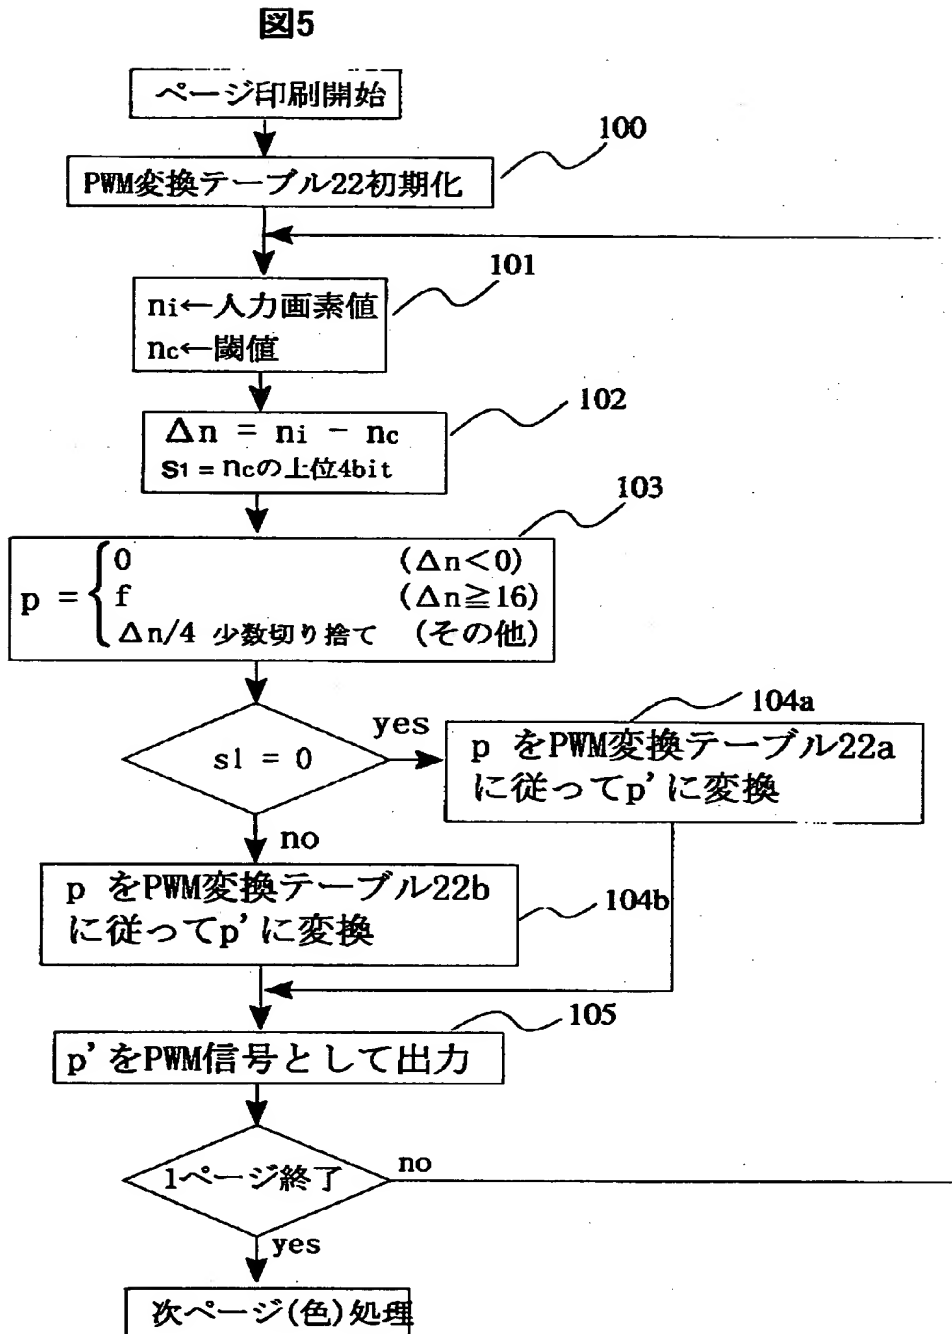 図5
ページ印刷開始
100
PWM変換テーブル22初期化
101
ni←入力画素値
nc←閾値
102
Δn = ni - nc
S1 = ncの上位4bit
103
p =
0 (Δn<0)
f (Δn≧16)
Δn/4 少数切り捨て (その他)
s1 = 0
yes
104a
p をPWM変換テーブル22a
に従ってp'に変換
no
p をPWM変換テーブル22b
に従ってp'に変換
104b
105
p'をPWM信号として出力
1ページ終了
no
yes
次ページ(色)処理